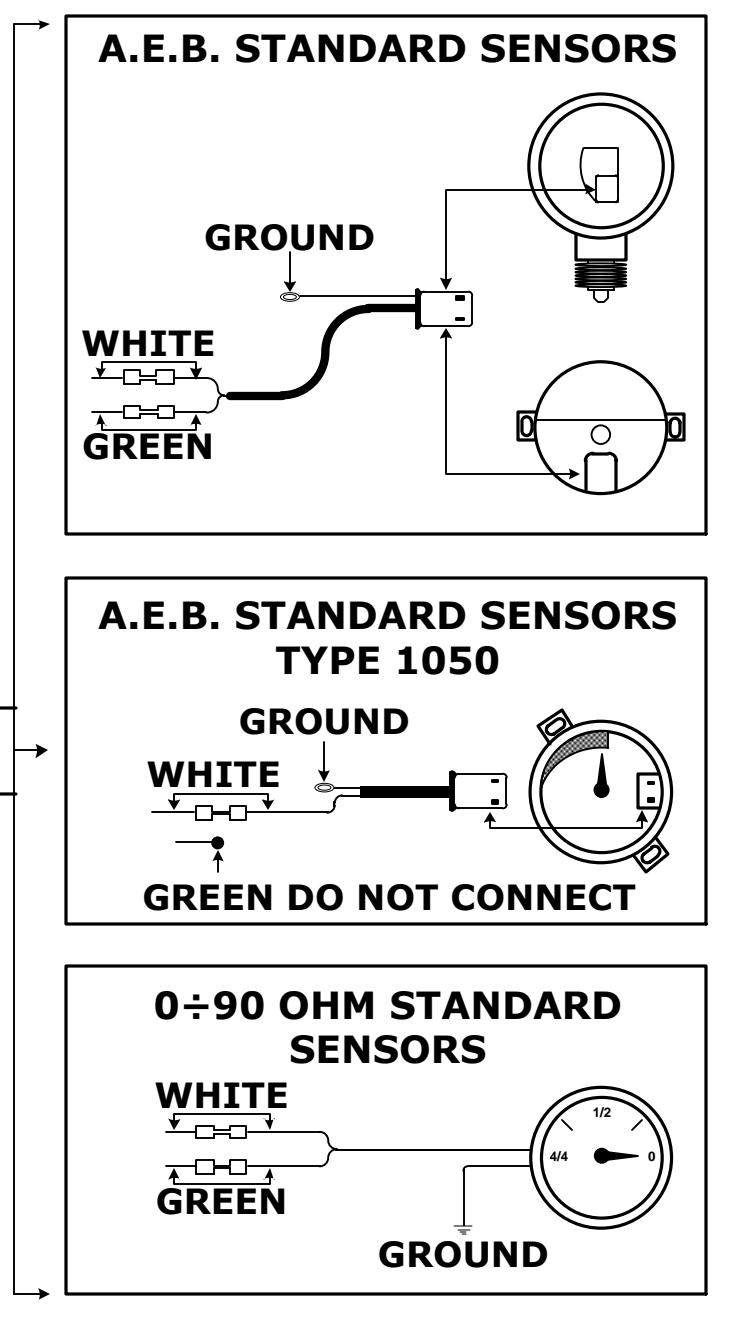 A.E.B. STANDARD SENSORS
GROUND
WHITE
GREEN
A.E.B. STANDARD SENSORS
TYPE 1050
GROUND
WHITE
GREEN DO NOT CONNECT
0÷90 OHM STANDARD
SENSORS
WHITE
1/2
4/4
0
GREEN
GROUND